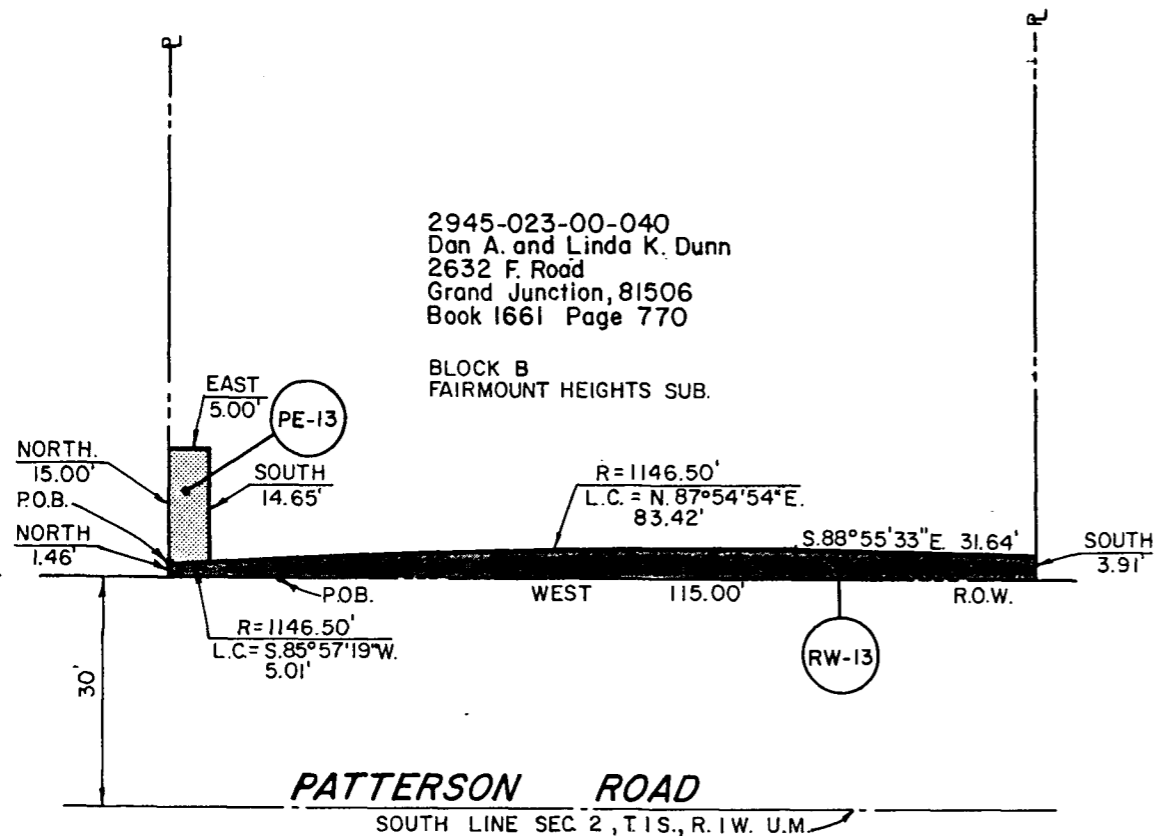 PL
PL
2945-023-00-040
Dan A. and Linda K. Dunn
2632 F. Road
Grand Junction, 81506
Book 1661 Page 770
BLOCK B
FAIRMOUNT HEIGHTS SUB.
EAST
5.00'
PE-13
NORTH.
15.00'
SOUTH
14.65'
P.O.B.
NORTH
1.46'
R=1146.50'
L.C. = N. 87°54'54"E.
83.42'
S.88°55'33"E. 31.64'
SOUTH
3.91'
P.O.B.
WEST 115.00' R.O.W.
R=1146.50'
L.C.= S.85°57'19"W.
5.01'
RW-13
30'
PATTERSON ROAD
SOUTH LINE SEC. 2, T.1S., R.1W. U.M.